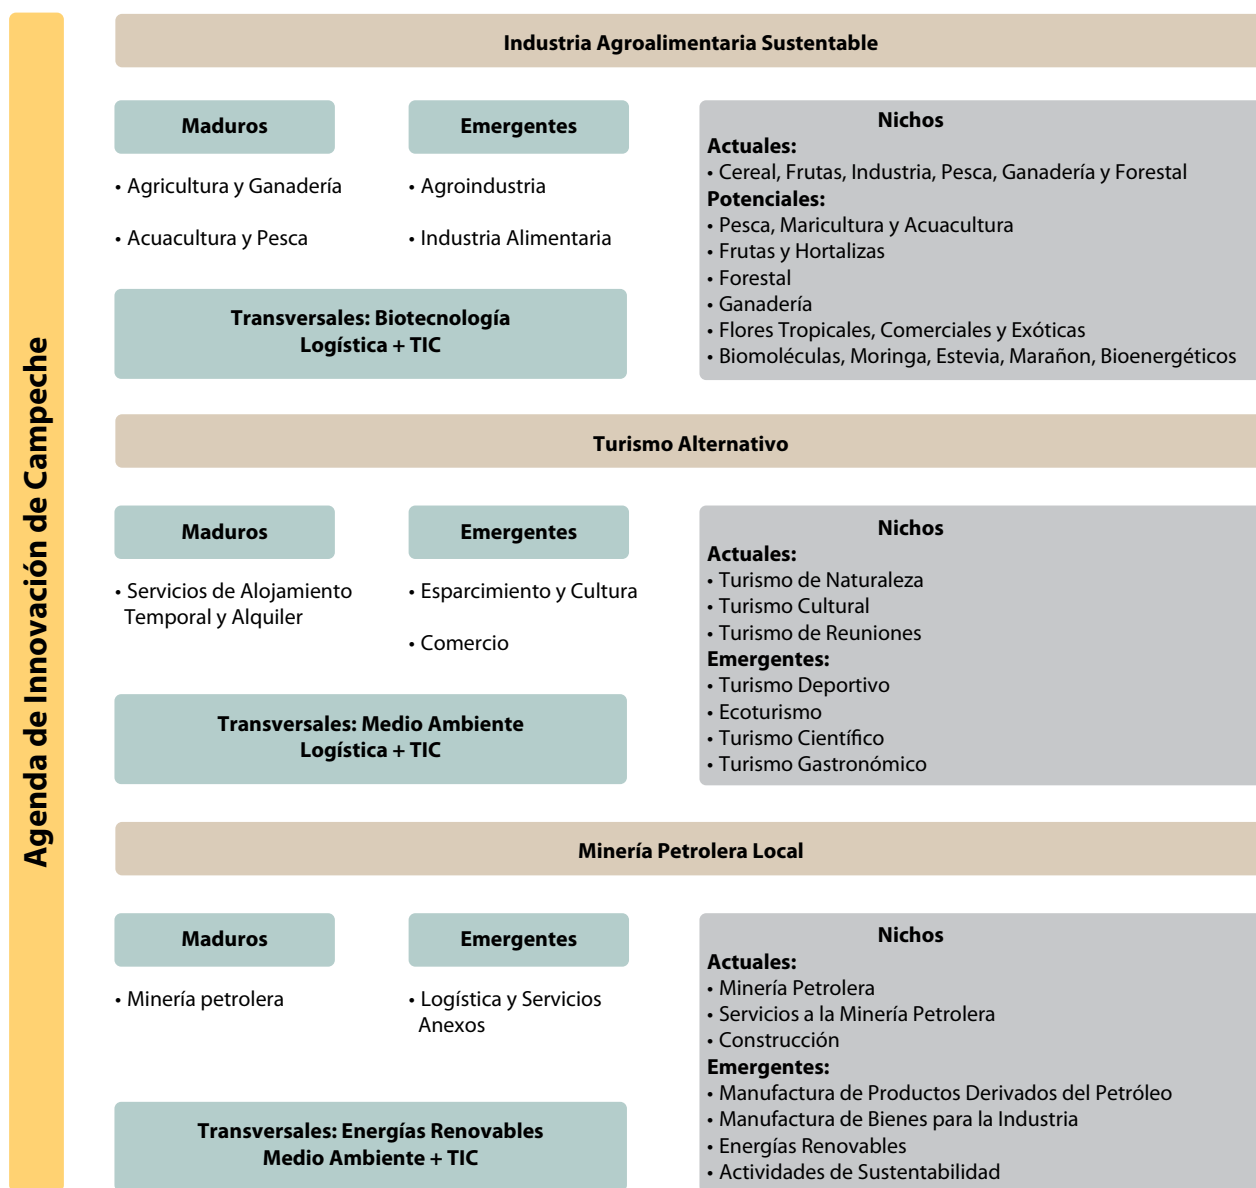 Agenda de Innovación de Campeche
Industria Agroalimentaria Sustentable
Maduros
• Agricultura y Ganadería
• Acuacultura y Pesca
Emergentes
• Agroindustria
• Industria Alimentaria
Transversales: Biotecnología
Logística + TIC
Nichos
Actuales:
• Cereal, Frutas, Industria, Pesca, Ganadería y Forestal
Potenciales:
• Pesca, Maricultura y Acuacultura
• Frutas y Hortalizas
• Forestal
• Ganadería
• Flores Tropicales, Comerciales y Exóticas
• Biomoléculas, Moringa, Estevia, Marañon, Bioenergéticos
Turismo Alternativo
Maduros
• Servicios de Alojamiento
Temporal y Alquiler
Emergentes
• Esparcimiento y Cultura
• Comercio
Transversales: Medio Ambiente
Logística + TIC
Nichos
Actuales:
• Turismo de Naturaleza
• Turismo Cultural
• Turismo de Reuniones
Emergentes:
• Turismo Deportivo
• Ecoturismo
• Turismo Científico
• Turismo Gastronómico
Minería Petrolera Local
Maduros
• Minería petrolera
Emergentes
• Logística y Servicios
Anexos
Transversales: Energías Renovables
Medio Ambiente + TIC
Nichos
Actuales:
• Minería Petrolera
• Servicios a la Minería Petrolera
• Construcción
Emergentes:
• Manufactura de Productos Derivados del Petróleo
• Manufactura de Bienes para la Industria
• Energías Renovables
• Actividades de Sustentabilidad